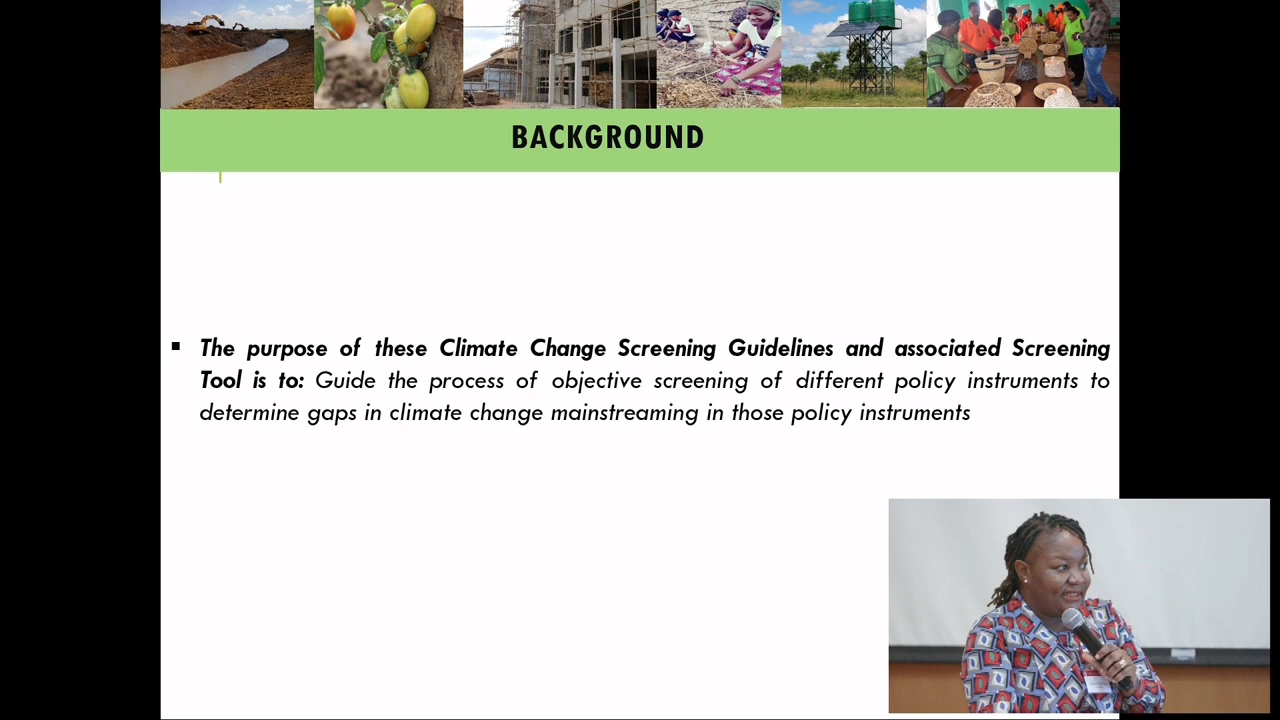 BACKGROUND
▪ The purpose of these Climate Change Screening Guidelines and associated Screening
Tool is to: Guide the process of objective screening of different policy instruments to
determine gaps in climate change mainstreaming in those policy instruments